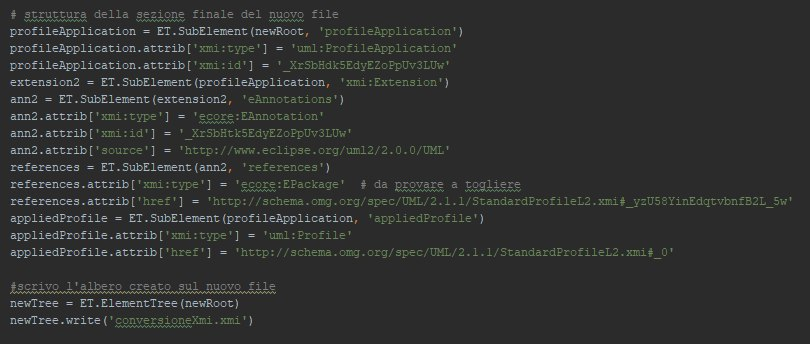 # struttura della sezione finale del nuovo file
profileApplication = ET.SubElement(newRoot, 'profileApplication')
profileApplication.attrib['xmi:type'] = 'uml:ProfileApplication'
profileApplication.attrib['xmi:id'] = '_XrSbHdk5EdyEZoPpUv3LUw'
extension2 = ET.SubElement(profileApplication, 'xmi:Extension')
ann2 = ET.SubElement(extension2, 'eAnnotations')
ann2.attrib['xmi:type'] = 'ecore:EAnnotation'
ann2.attrib['xmi:id'] = '_XrSbHtk5EdyEZoPpUv3LUw'
ann2.attrib['source'] = 'http://www.eclipse.org/uml2/2.0.0/UML'
references = ET.SubElement(ann2, 'references')
references.attrib['xmi:type'] = 'ecore:EPackage'  # da provare a togliere
references.attrib['href'] = 'http://schema.omg.org/spec/UML/2.1.1/StandardProfileL2.xmi#_yzU58YinEdqtvbnfB2L_5w'
appliedProfile = ET.SubElement(profileApplication, 'appliedProfile')
appliedProfile.attrib['xmi:type'] = 'uml:Profile'
appliedProfile.attrib['href'] = 'http://schema.omg.org/spec/UML/2.1.1/StandardProfileL2.xmi#_0'
#scrivo l'albero creato sul nuovo file
newTree = ET.ElementTree(newRoot)
newTree.write('conversioneXmi.xmi')